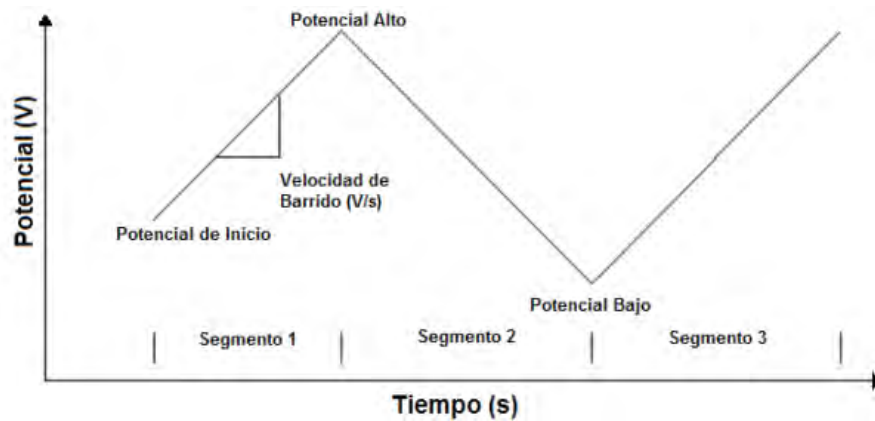 Potencial Alto
Potencial (V)
Velocidad de
Barrido (V/s)
Potencial de Inicio
Potencial Bajo
Segmento 1
Segmento 2
Segmento 3
Tiempo (s)